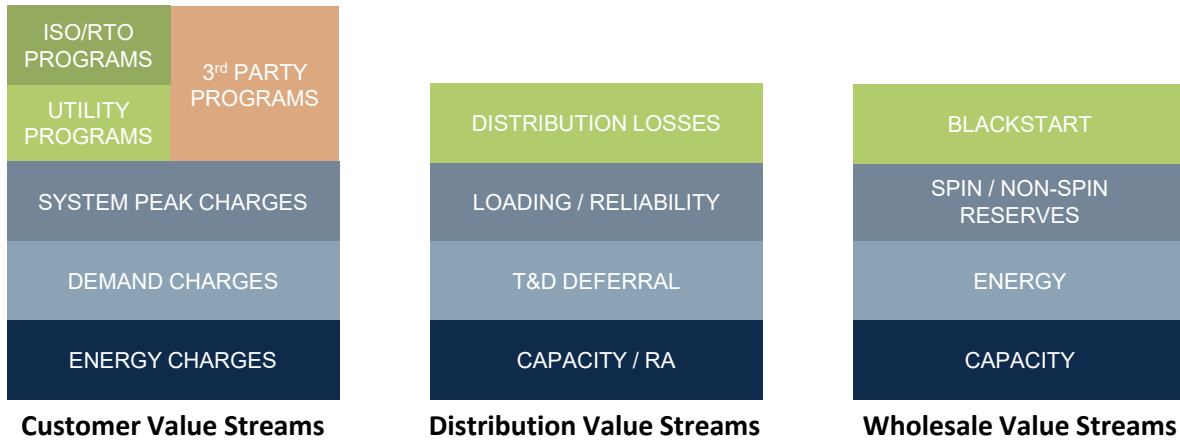 ISO/RTO
PROGRAMS
3rd PARTY
PROGRAMS
UTILITY
PROGRAMS
SYSTEM PEAK CHARGES
DEMAND CHARGES
ENERGY CHARGES
Customer Value Streams
DISTRIBUTION LOSSES
LOADING / RELIABILITY
T&D DEFERRAL
CAPACITY / RA
Distribution Value Streams
BLACKSTART
SPIN / NON-SPIN
RESERVES
ENERGY
CAPACITY
Wholesale Value Streams